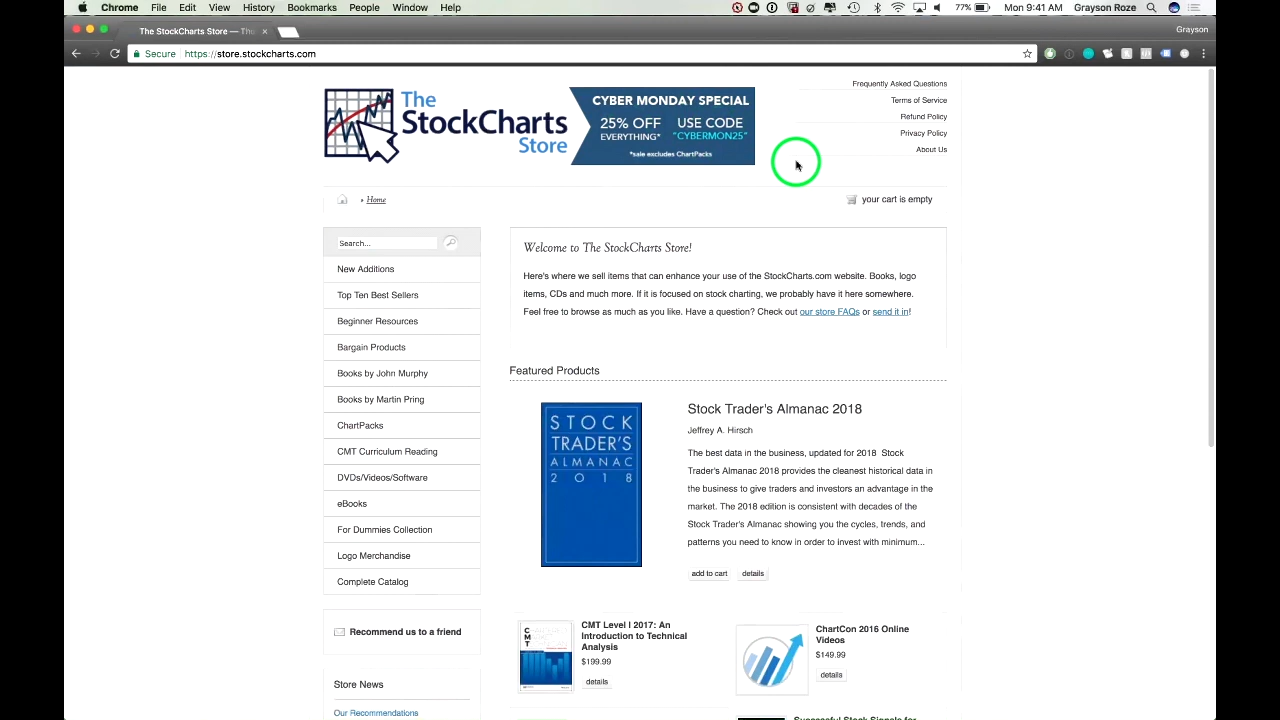 Chrome File Edit View History Bookmarks People Window Help
77% Mon 9:41 AM Grayson Roze
The StockCharts Store — The
Grayson
Secure https://store.stockcharts.com
The
StockCharts
Store
CYBER MONDAY SPECIAL
25% OFF
EVERYTHING*
USE CODE
"CYBERMON25"
*sale excludes ChartPacks
Frequently Asked Questions
Terms of Service
Refund Policy
Privacy Policy
About Us
Home
your cart is empty
Search...
New Additions
Top Ten Best Sellers
Beginner Resources
Bargain Products
Books by John Murphy
Books by Martin Pring
ChartPacks
CMT Curriculum Reading
DVDs/Videos/Software
eBooks
For Dummies Collection
Logo Merchandise
Complete Catalog
Recommend us to a friend
Store News
Our Recommendations
Welcome to The StockCharts Store!
Here's where we sell items that can enhance your use of the StockCharts.com website. Books, logo
items, CDs and much more. If it is focused on stock charting, we probably have it here somewhere.
Feel free to browse as much as you like. Have a question? Check out our store FAQs or send it in!
Featured Products
STOCK
TRADER'S
ALMANAC
2018
Stock Trader's Almanac 2018
Jeffrey A. Hirsch
The best data in the business, updated for 2018 Stock
Trader's Almanac 2018 provides the cleanest historical data in
the business to give traders and investors an advantage in the
market. The 2018 edition is consistent with decades of the
Stock Trader's Almanac showing you the cycles, trends, and
patterns you need to know in order to invest with minimum...
add to cart details
CMT
CMT Level I 2017: An
Introduction to Technical
Analysis
$199.99
details
ChartCon 2016 Online
Videos
$149.99
details
Successful Stock Signals for